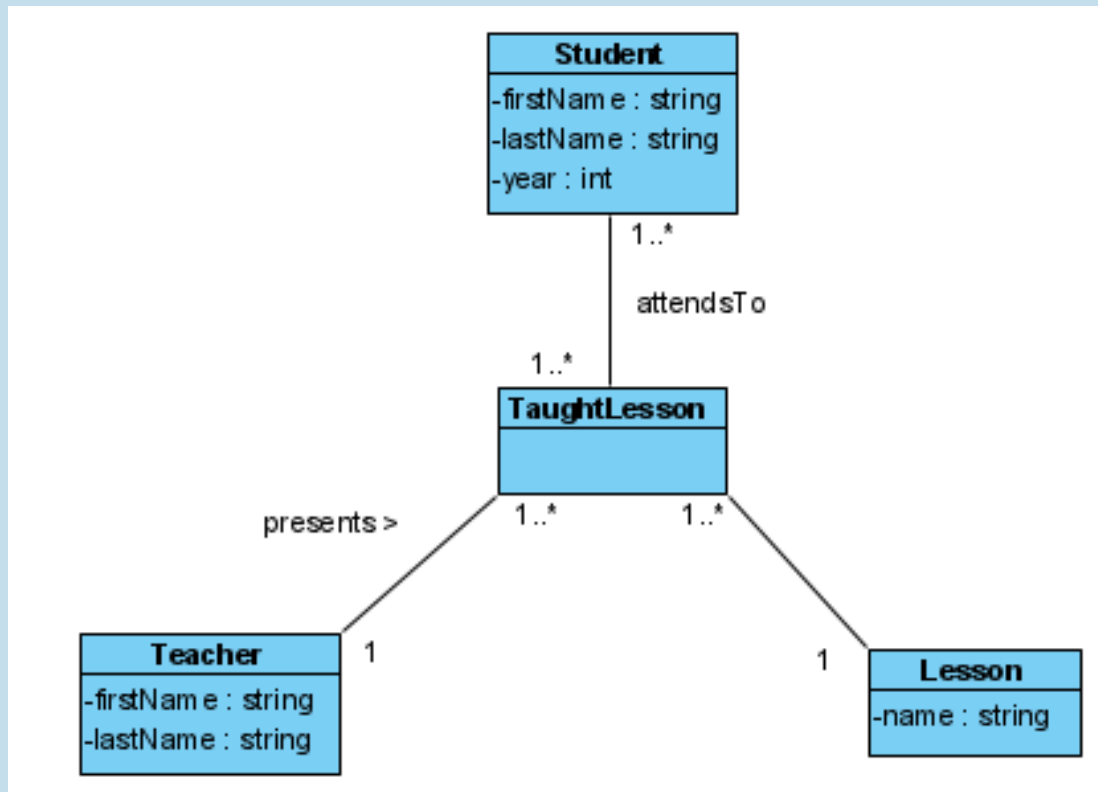 Student
-firstName : string
-lastName : string
-year : int
1..*
attendsTo
1..*
TaughtLesson
presents >
1..*
1..*
Teacher
-firstName : string
-lastName : string
1
1
Lesson
-name : string